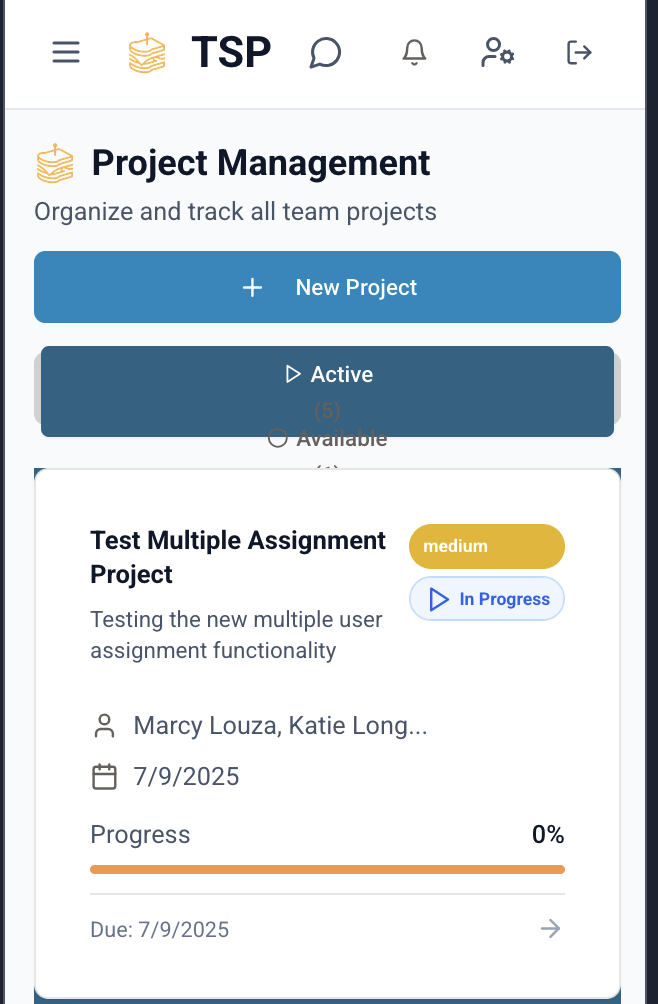 TSP
Project Management
Organize and track all team projects
New Project
Active
(5)
Available
Test Multiple Assignment
Project
medium
In Progress
Testing the new multiple user
assignment functionality
Marcy Louza, Katie Long...
7/9/2025
Progress
0%
Due: 7/9/2025